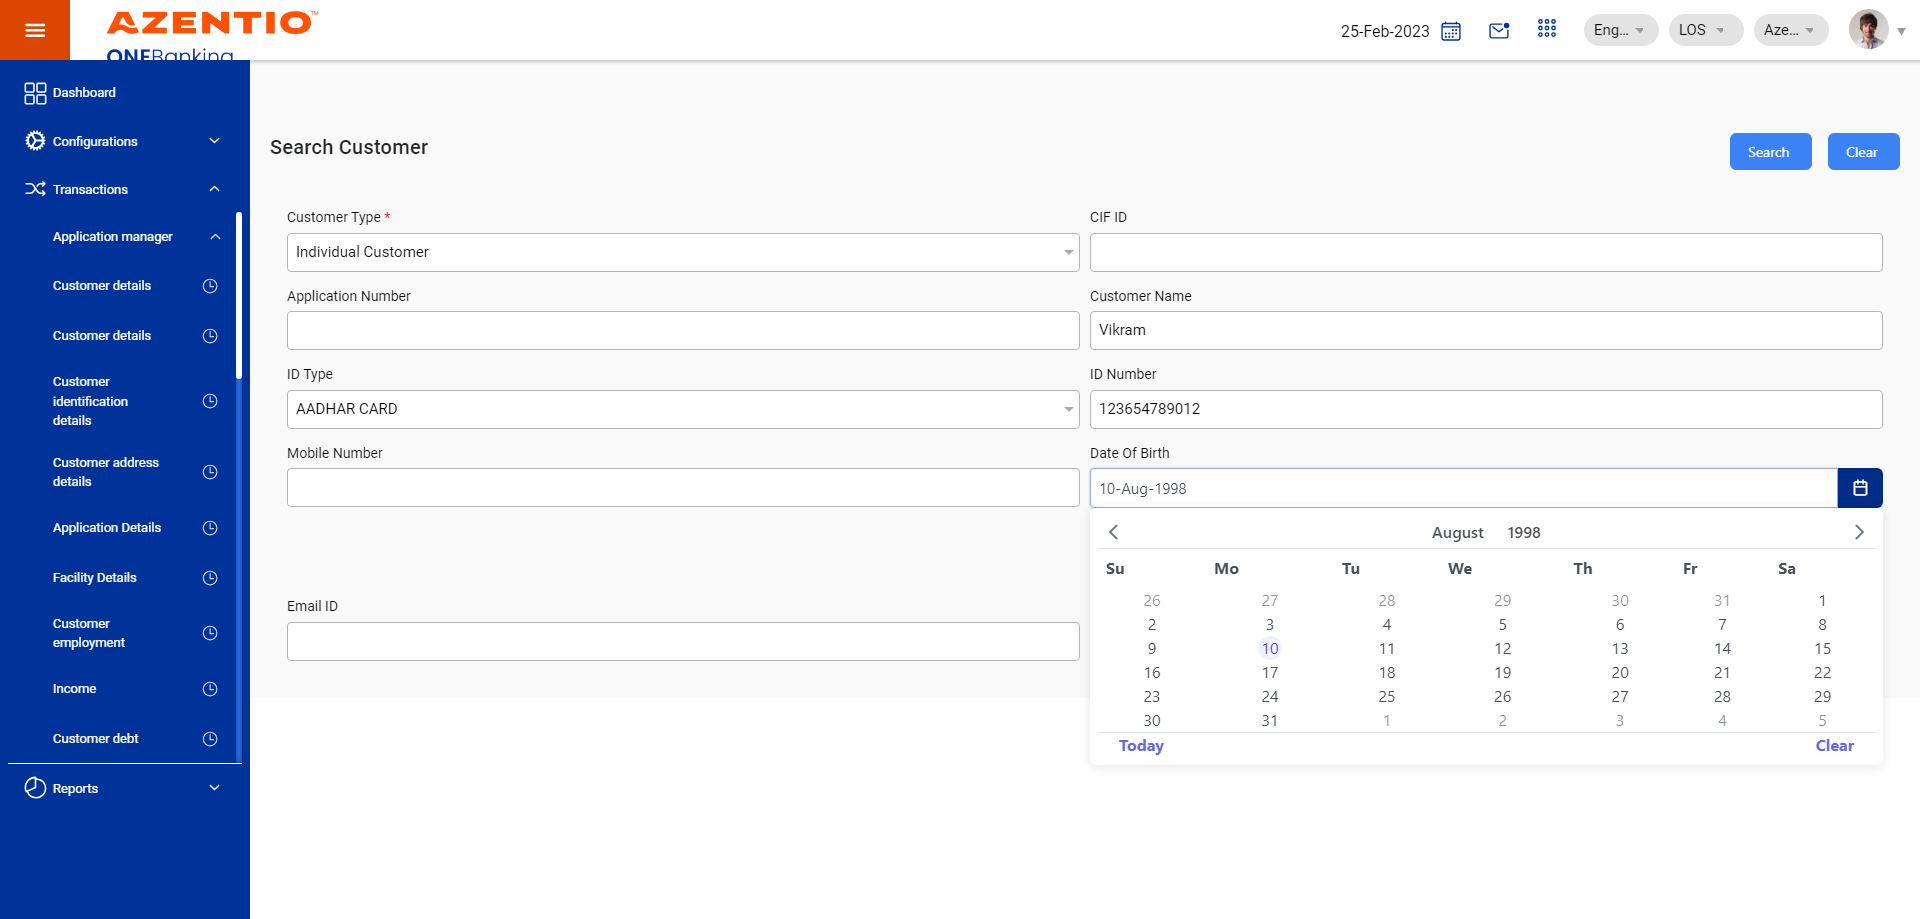 AZENTIO™
ONEBanking
25-Feb-2023
Eng...
LOS
Aze...
Dashboard
Configurations
Transactions
Application manager
Customer details
Customer details
Customer
identification
details
Customer address
details
Application Details
Facility Details
Customer
employment
Income
Customer debt
Reports
Search Customer
Search
Clear
Customer Type *
Individual Customer
CIF ID
Application Number
Customer Name
Vikram
ID Type
AADHAR CARD
ID Number
123654789012
Mobile Number
Date Of Birth
10-Aug-1998
Email ID
August 1998
Su Mo Tu We Th Fr Sa
26 27 28 29 30 31 1
2 3 4 5 6 7 8
9 10 11 12 13 14 15
16 17 18 19 20 21 22
23 24 25 26 27 28 29
30 31 1 2 3 4 5
Today Clear